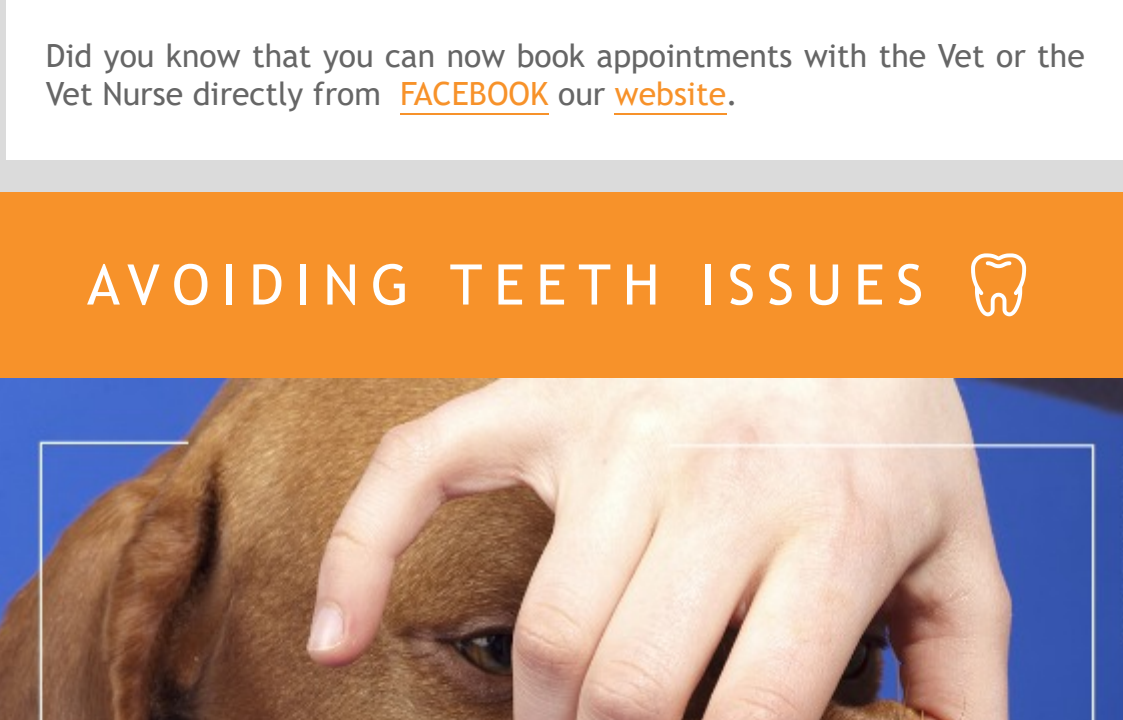 Did you know that you can now book appointments with the Vet or the
Vet Nurse directly from FACEBOOK our website.
AVOIDING TEETH ISSUES